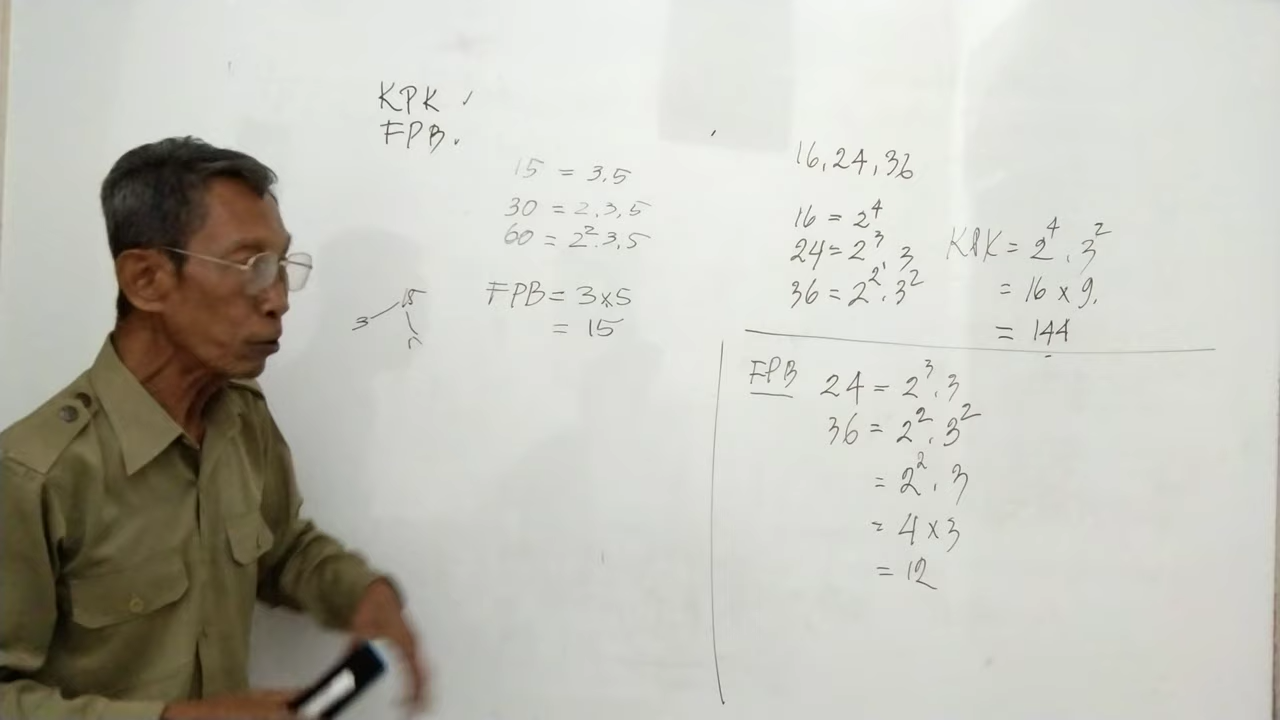 KPK ✓
FPB.
15 = 3.5
30 = 2.3.5
60 = 2².3.5
15
3
FPB = 3×5
= 15
16, 24, 36
16 = 2⁴
24 = 2³.3
36 = 2².3²
KPK = 2⁴.3²
= 16 × 9.
= 144
FPB 24 = 2³.3
36 = 2².3²
= 2².3
= 4 × 3
= 12